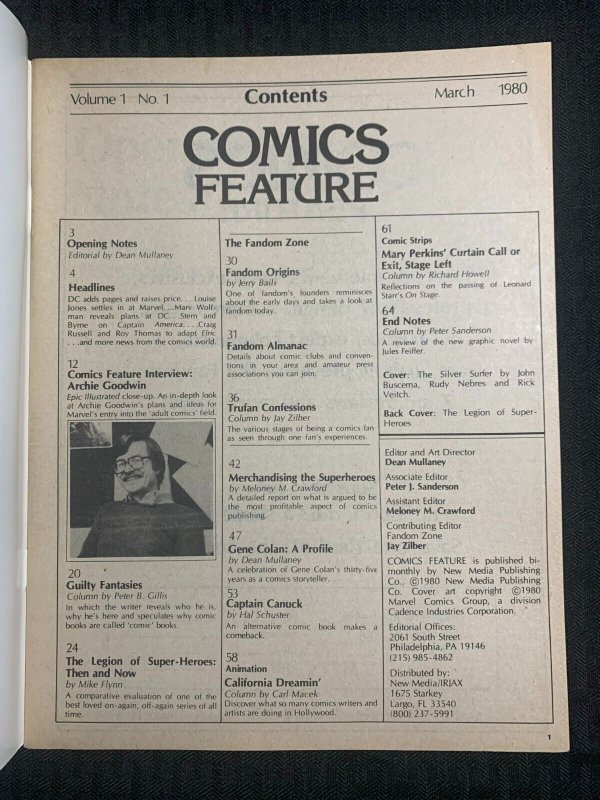 Volume 1 No. 1 Contents March 1980
COMICS
FEATURE
3
Opening Notes
Editorial by Dean Mullaney
4
Headlines
DC adds pages and raises price. . . Louise
Jones settles in at Marvel. . .Marv Wolf-
man reveals plans at DC. . .Stern and
Byrne on Captain America. . . .Craig
Russell and Roy Thomas to adapt Elric
. . .and more news from the comics world.
12
Comics Feature Interview:
Archie Goodwin
Epic Illustrated close-up. An in-depth look
at Archie Goodwin's plans and ideas for
Marvel's entry into the 'adult comics' field.
20
Guilty Fantasies
Column by Peter B. Gillis
In which the writer reveals who he is,
why he's here and speculates why comic
books are called 'comic' books.
24
The Legion of Super-Heroes:
Then and Now
by Mike Flynn
A comparative evaluation of one of the
best loved on-again, off-again series of all
time.
The Fandom Zone
30
Fandom Origins
by Jerry Bails
One of fandom's founders reminisces
about the early days and takes a look at
fandom today.
31
Fandom Almanac
Details about comic clubs and conven-
tions in your area and amateur press
associations you can join.
36
Trufan Confessions
Column by Jay Zilber
The various stages of being a comics fan
as seen through one fan's experiences.
42
Merchandising the Superheroes
by Meloney M. Crawford
A detailed report on what is argued to be
the most profitable aspect of comics
publishing.
47
Gene Colan: A Profile
by Dean Mullaney
A celebration of Gene Colan's thirty-five
years as a comics storyteller.
53
Captain Canuck
by Hal Schuster
An alternative comic book makes a
comeback.
58
Animation
California Dreamin'
Column by Carl Macek
Discover what so many comics writers and
artists are doing in Hollywood.
61
Comic Strips
Mary Perkins' Curtain Call or
Exit, Stage Left
Column by Richard Howell
Reflections on the passing of Leonard
Starr's On Stage.
64
End Notes
Column by Peter Sanderson
A review of the new graphic novel by
Jules Feiffer.
Cover: The Silver Surfer by John
Buscema, Rudy Nebres and Rick
Veitch.
Back Cover: The Legion of Super-
Heroes
Editor and Art Director
Dean Mullaney
Associate Editor
Peter J. Sanderson
Assistant Editor
Meloney M. Crawford
Contributing Editor
Fandom Zone
Jay Zilber
COMICS FEATURE is published bi-
monthly by New Media Publishing
Co., ©1980 New Media Publishing
Co. Cover art copyright ©1980
Marvel Comics Group, a division
Cadence Industries Corporation.
Editorial Offices:
2061 South Street
Philadelphia, PA 19146
(215) 985-4862
Distributed by:
New Media/IRJAX
1675 Starkey
Largo, FL 33540
(800) 237-5991
1